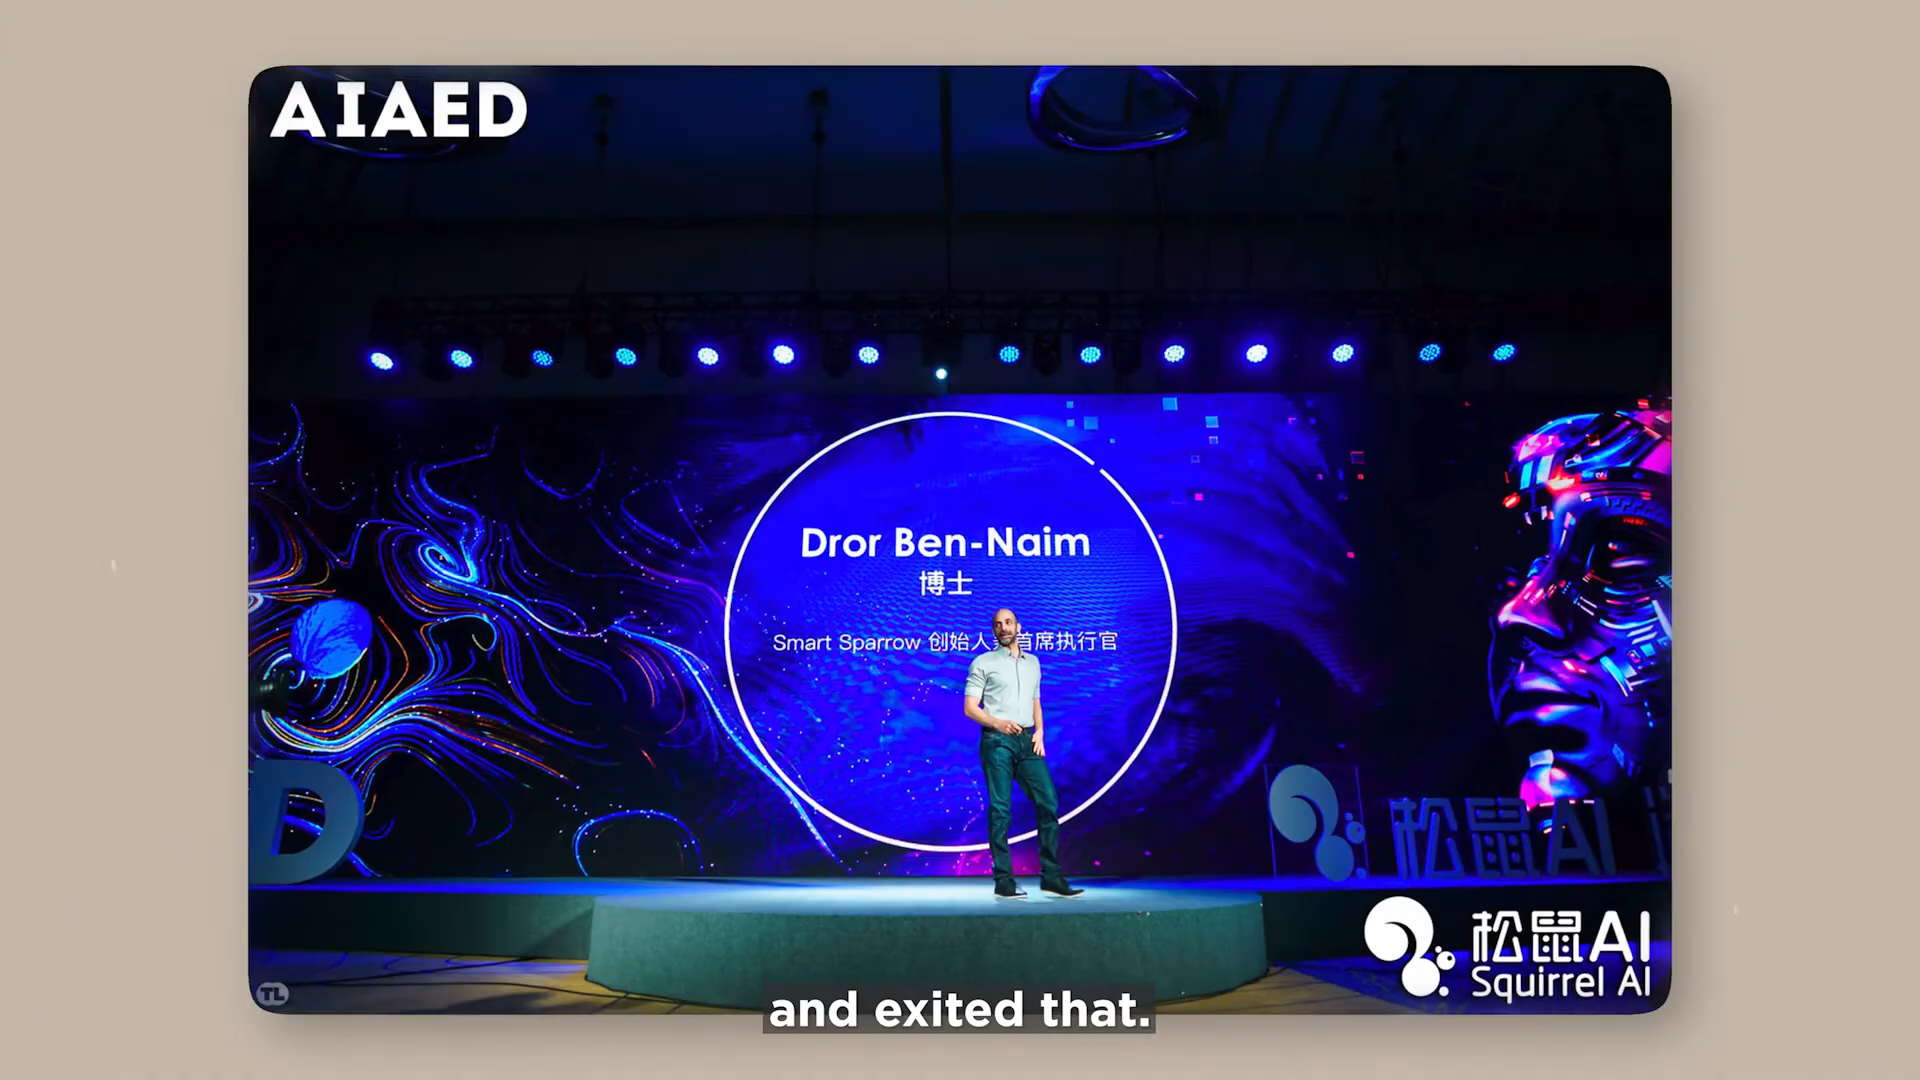 AIAED
Dror Ben-Naim
博士
Smart Sparrow 创始人 首席执行官
D
松鼠AI
松鼠AI
Squirrel AI
TL
and exited that.